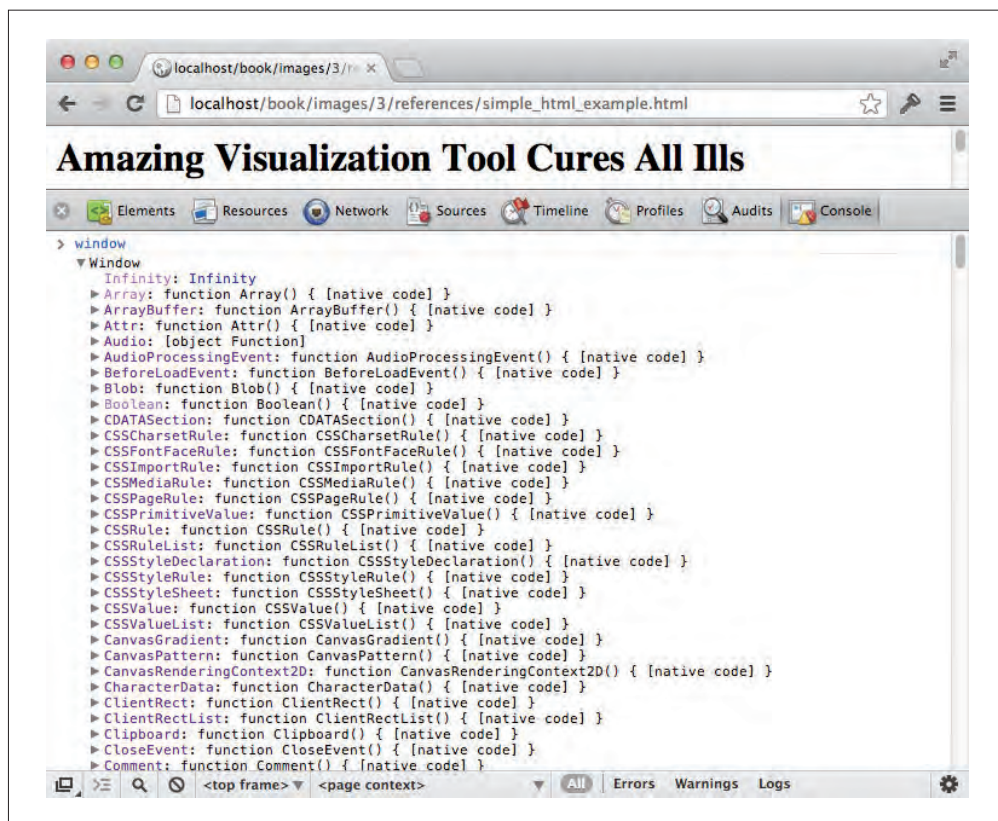 localhost/book/images/3/re ×
localhost/book/images/3/references/simple_html_example.html
Amazing Visualization Tool Cures All Ills
Elements Resources Network Sources Timeline Profiles Audits Console
> window
▼Window
Infinity: Infinity
▶Array: function Array() { [native code] }
▶ArrayBuffer: function ArrayBuffer() { [native code] }
▶Attr: function Attr() { [native code] }
▶Audio: [object Function]
▶AudioProcessingEvent: function AudioProcessingEvent() { [native code] }
▶BeforeLoadEvent: function BeforeLoadEvent() { [native code] }
▶Blob: function Blob() { [native code] }
▶Boolean: function Boolean() { [native code] }
▶CDATASection: function CDATASection() { [native code] }
▶CSSCharsetRule: function CSSCharsetRule() { [native code] }
▶CSSFontFaceRule: function CSSFontFaceRule() { [native code] }
▶CSSImportRule: function CSSImportRule() { [native code] }
▶CSSMediaRule: function CSSMediaRule() { [native code] }
▶CSSPageRule: function CSSPageRule() { [native code] }
▶CSSPrimitiveValue: function CSSPrimitiveValue() { [native code] }
▶CSSRule: function CSSRule() { [native code] }
▶CSSRuleList: function CSSRuleList() { [native code] }
▶CSSStyleDeclaration: function CSSStyleDeclaration() { [native code] }
▶CSSStyleRule: function CSSStyleRule() { [native code] }
▶CSSStyleSheet: function CSSStyleSheet() { [native code] }
▶CSSValue: function CSSValue() { [native code] }
▶CSSValueList: function CSSValueList() { [native code] }
▶CanvasGradient: function CanvasGradient() { [native code] }
▶CanvasPattern: function CanvasPattern() { [native code] }
▶CanvasRenderingContext2D: function CanvasRenderingContext2D() { [native code] }
▶CharacterData: function CharacterData() { [native code] }
▶ClientRect: function ClientRect() { [native code] }
▶ClientRectList: function ClientRectList() { [native code] }
▶Clipboard: function Clipboard() { [native code] }
▶CloseEvent: function CloseEvent() { [native code] }
▶Comment: function Comment() { [native code] }
<top frame> ▼ <page context> ▼ All Errors Warnings Logs